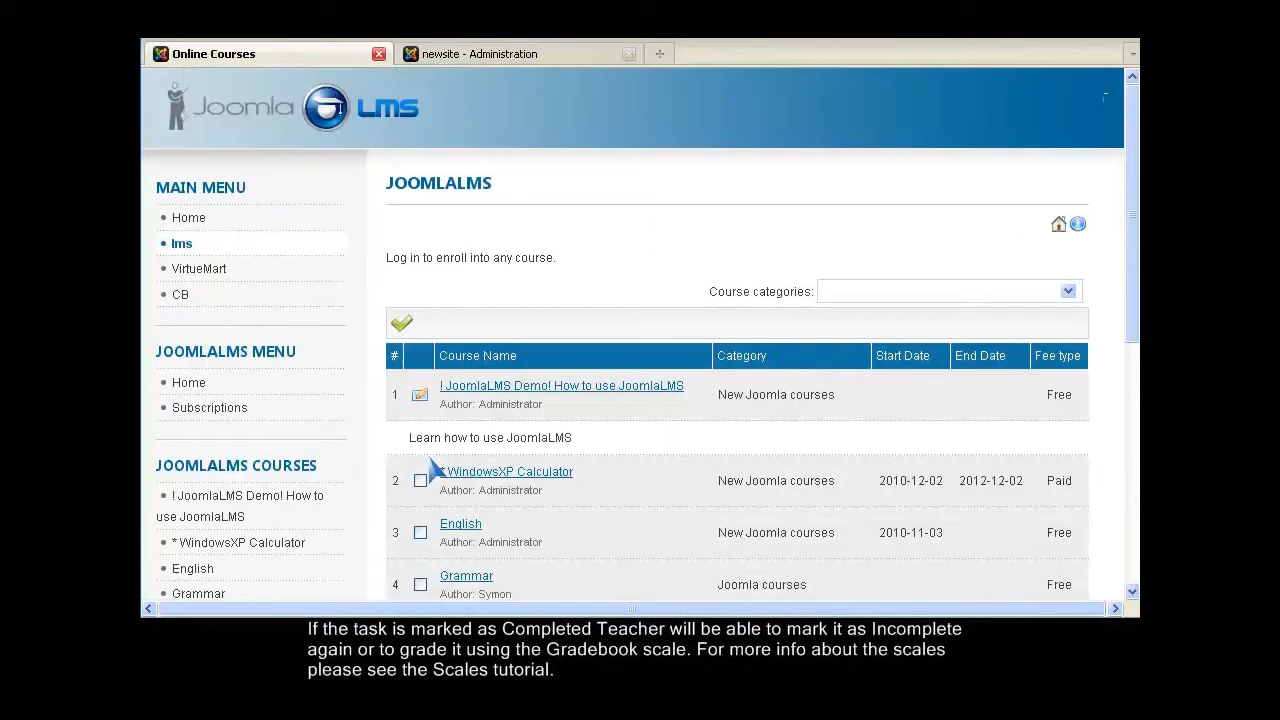 Online Courses
newsite - Administration
Joomla LMS
MAIN MENU
Home
lms
VirtueMart
CB
JOOMLALMS MENU
Home
Subscriptions
JOOMLALMS COURSES
! JoomlaLMS Demo! How to
use JoomlaLMS
* WindowsXP Calculator
English
Grammar
JOOMLALMS
Log in to enroll into any course.
Course categories:
# Course Name Category Start Date End Date Fee type
1 ! JoomlaLMS Demo! How to use JoomlaLMS New Joomla courses Free
Author: Administrator
Learn how to use JoomlaLMS
2 * WindowsXP Calculator New Joomla courses 2010-12-02 2012-12-02 Paid
Author: Administrator
3 English New Joomla courses 2010-11-03 Free
Author: Administrator
4 Grammar Joomla courses Free
Author: Symon
If the task is marked as Completed Teacher will be able to mark it as Incomplete
again or to grade it using the Gradebook scale. For more info about the scales
please see the Scales tutorial.